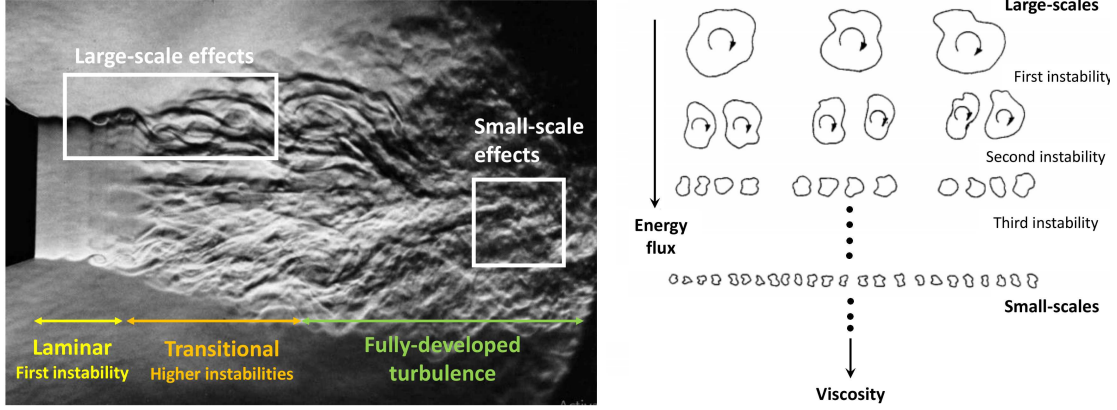 Large-scale effects
Small-scale
effects
Laminar
First instability
Transitional
Higher instabilities
Fully-developed
turbulence
Large-scales
First instability
Second instability
Third instability
Energy
flux
Small-scales
Viscosity